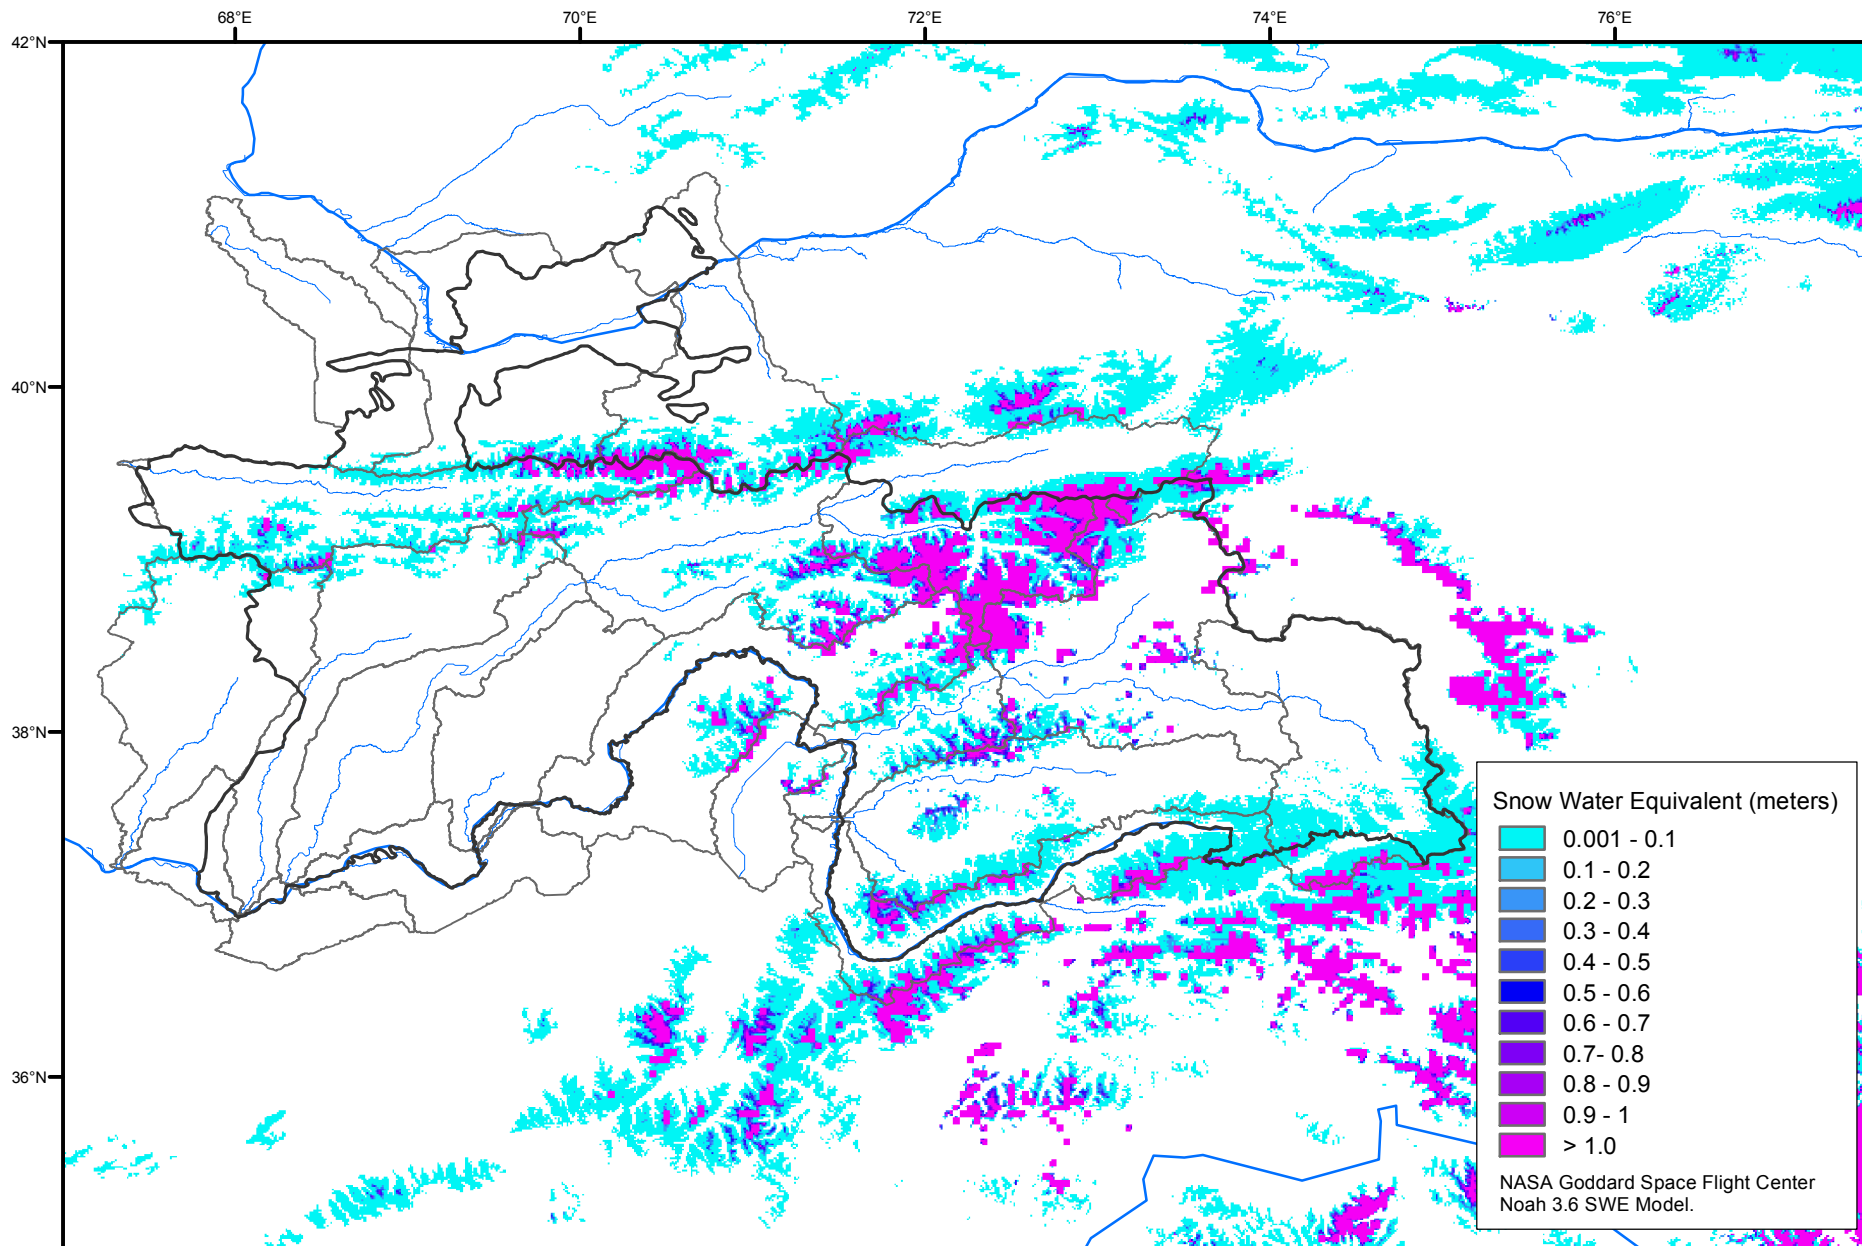 68°E
70°E
72°E
74°E
76°E
42°N
40°N
38°N
36°N
Snow Water Equivalent (meters)
0.001 - 0.1
0.1 - 0.2
0.2 - 0.3
0.3 - 0.4
0.4 - 0.5
0.5 - 0.6
0.6 - 0.7
0.7- 0.8
0.8 - 0.9
0.9 - 1
> 1.0
NASA Goddard Space Flight Center
Noah 3.6 SWE Model.